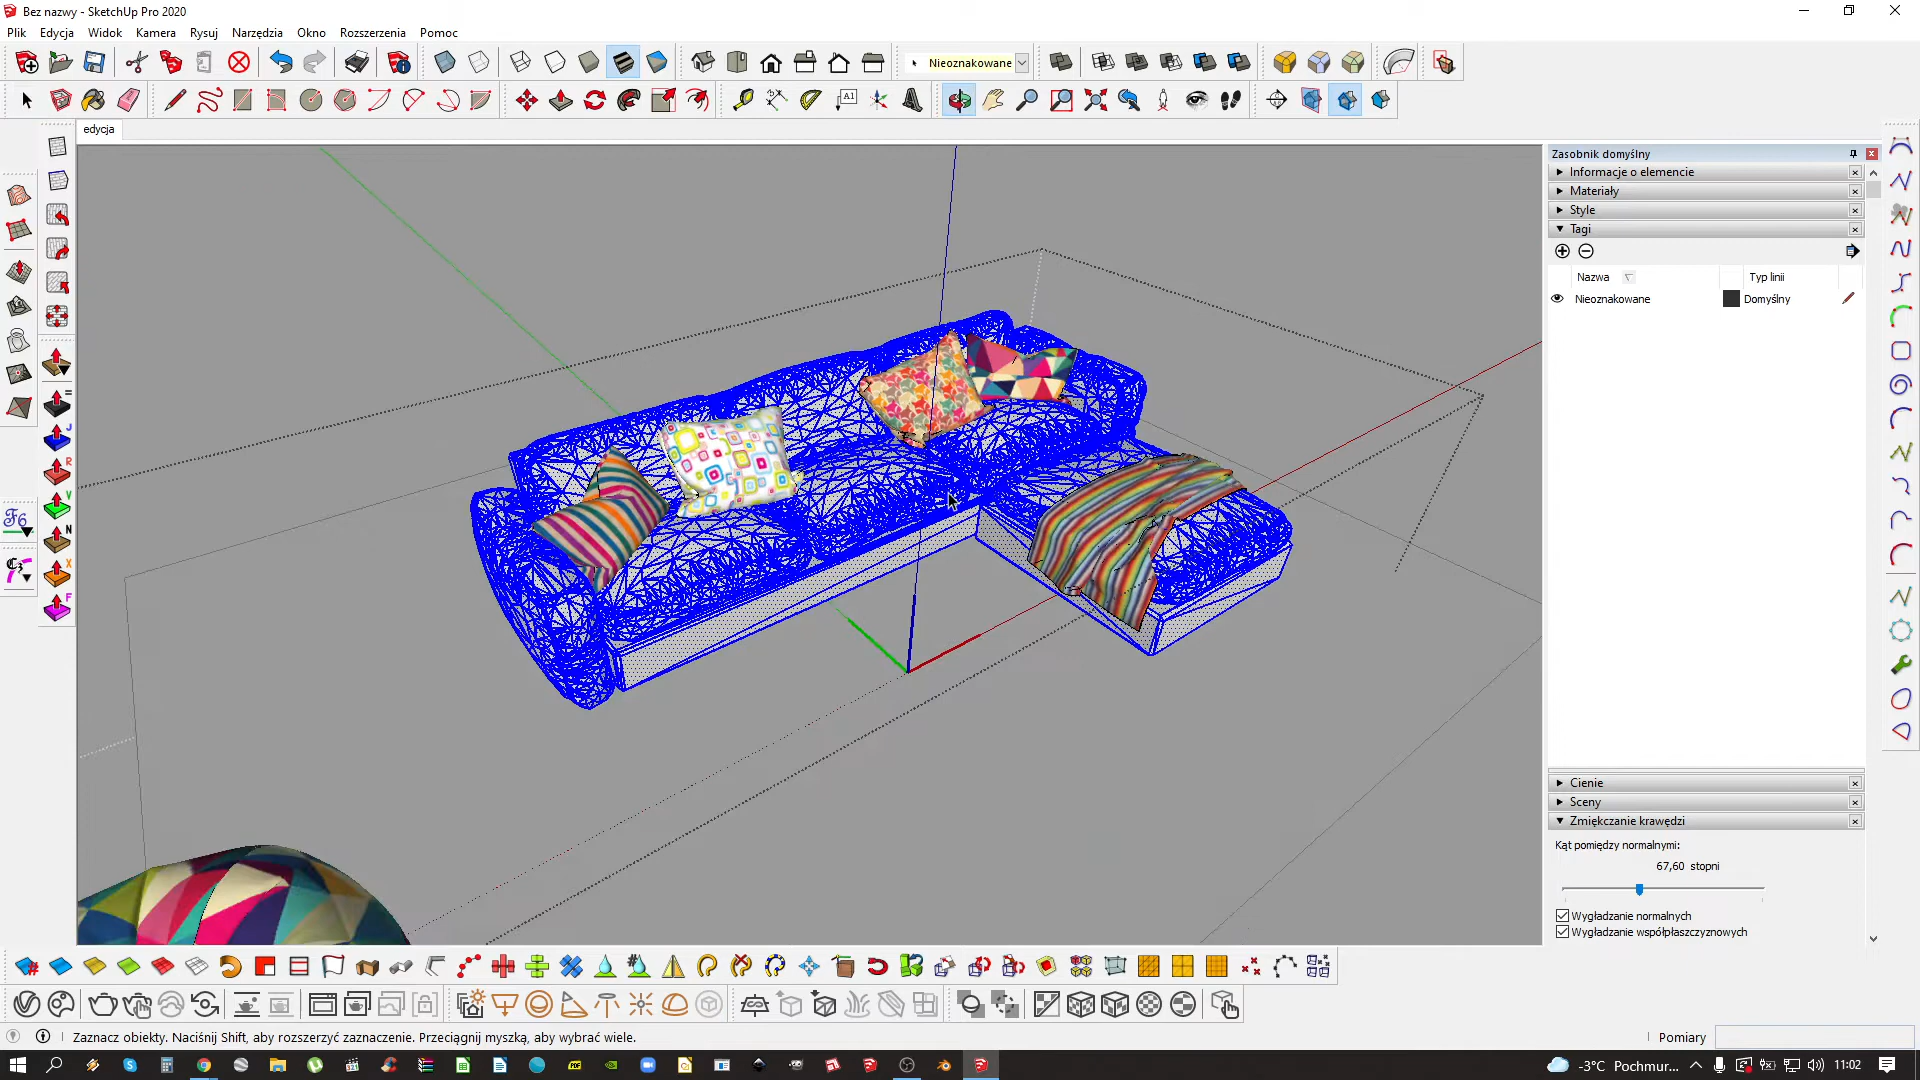 Bez nazwy - SketchUp Pro 2020
Plik Edycja Widok Kamera Rysuj Narzędzia Okno Rozszerzenia Pomoc
Nieoznakowane
A1
edycja
Zasobnik domyślny
Informacje o elemencie
Materiały
Style
Tagi
Nazwa Typ linii
Nieoznakowane Domyślny
J
R
V
N
X
F
Cienie
Sceny
Zmiękczanie krawędzi
Kąt pomiędzy normalnymi:
67,60 stopni
Wygładzanie normalnych
Wygładzanie współpłaszczyznowych
Zaznacz obiekty. Naciśnij Shift, aby rozszerzyć zaznaczenie. Przeciągnij myszką, aby wybrać wiele.
Pomiary
-3°C Pochmur... 11:02